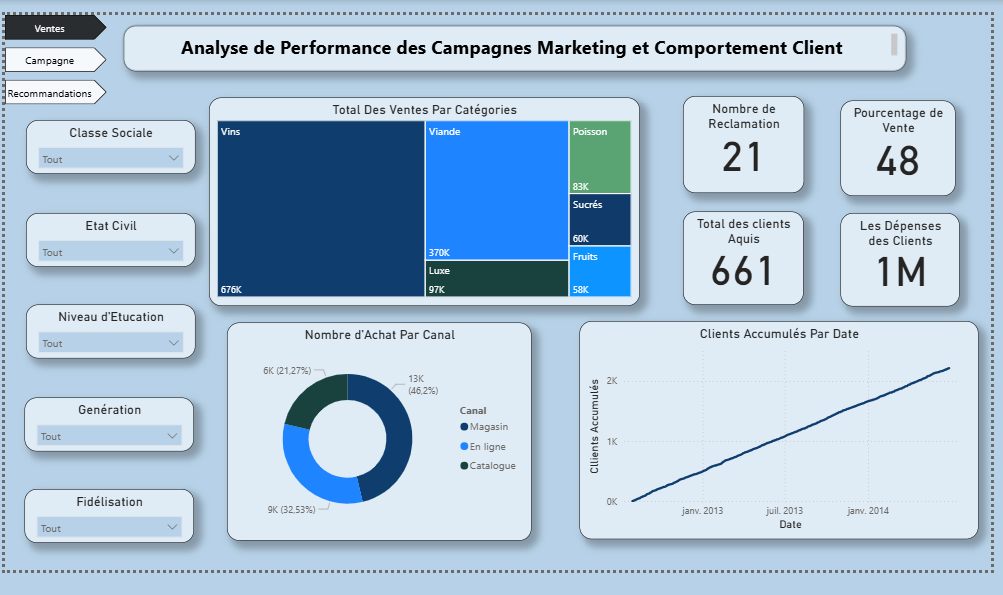 Ventes
Campagne
Recommandations
Analyse de Performance des Campagnes Marketing et Comportement Client
Classe Sociale
Tout
Etat Civil
Tout
Niveau d'Etucation
Tout
Genération
Tout
Fidélisation
Tout
Total Des Ventes Par Catégories
Vins
676K
Viande
370K
Luxe
97K
Poisson
83K
Sucrés
60K
Fruits
58K
Nombre de
Reclamation
21
Pourcentage de
Vente
48
Total des clients
Aquis
661
Les Dépenses
des Clients
1M
Nombre d'Achat Par Canal
6K (21,27%)
13K
(46,2%)
9K (32,53%)
Canal
Magasin
En ligne
Catalogue
Clients Accumulés Par Date
Cllients Accumulés
2K
1K
0K
janv. 2013
juil. 2013
janv. 2014
Date